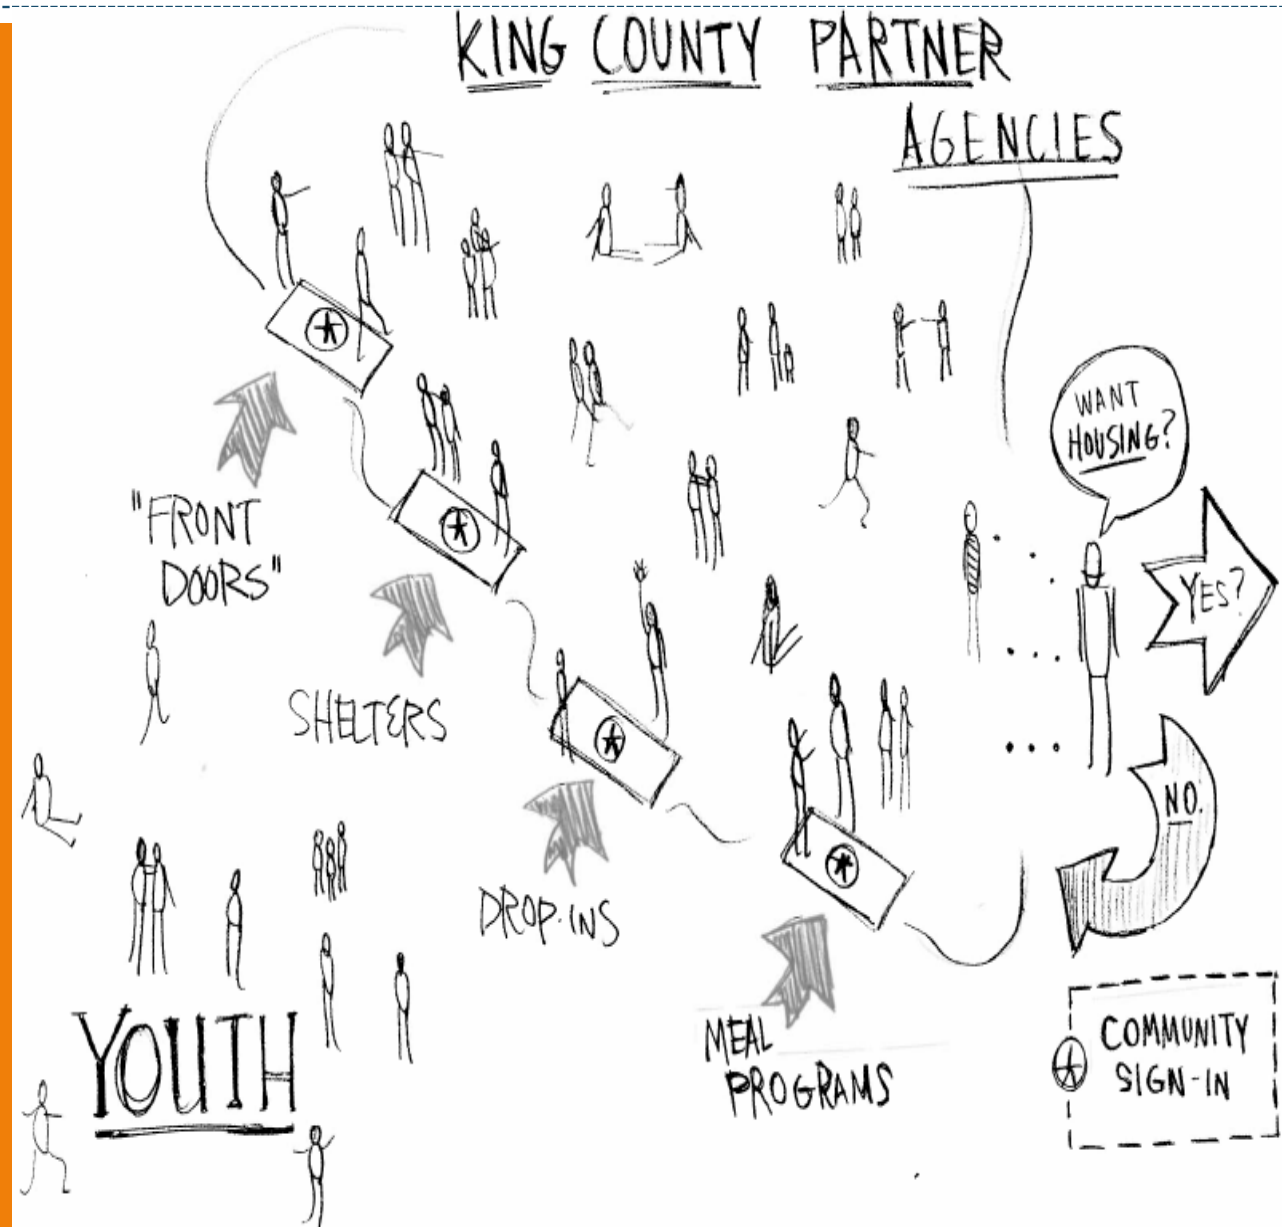 KING COUNTY PARTNER
AGENCIES
WANT
HOUSING?
"FRONT
DOORS"
YES?
SHELTERS
NO.
DROP-INS
YOUTH
MEAL
PROGRAMS
COMMUNITY
SIGN-IN